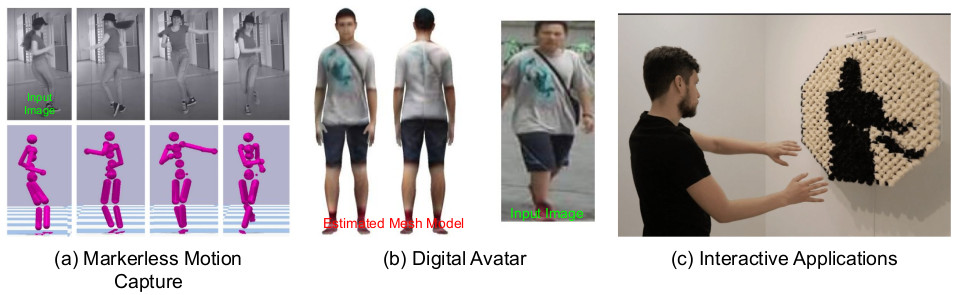 Input
Image
Estimated Mesh Model
Input Image
(a) Markerless Motion
Capture
(b) Digital Avatar
(c) Interactive Applications